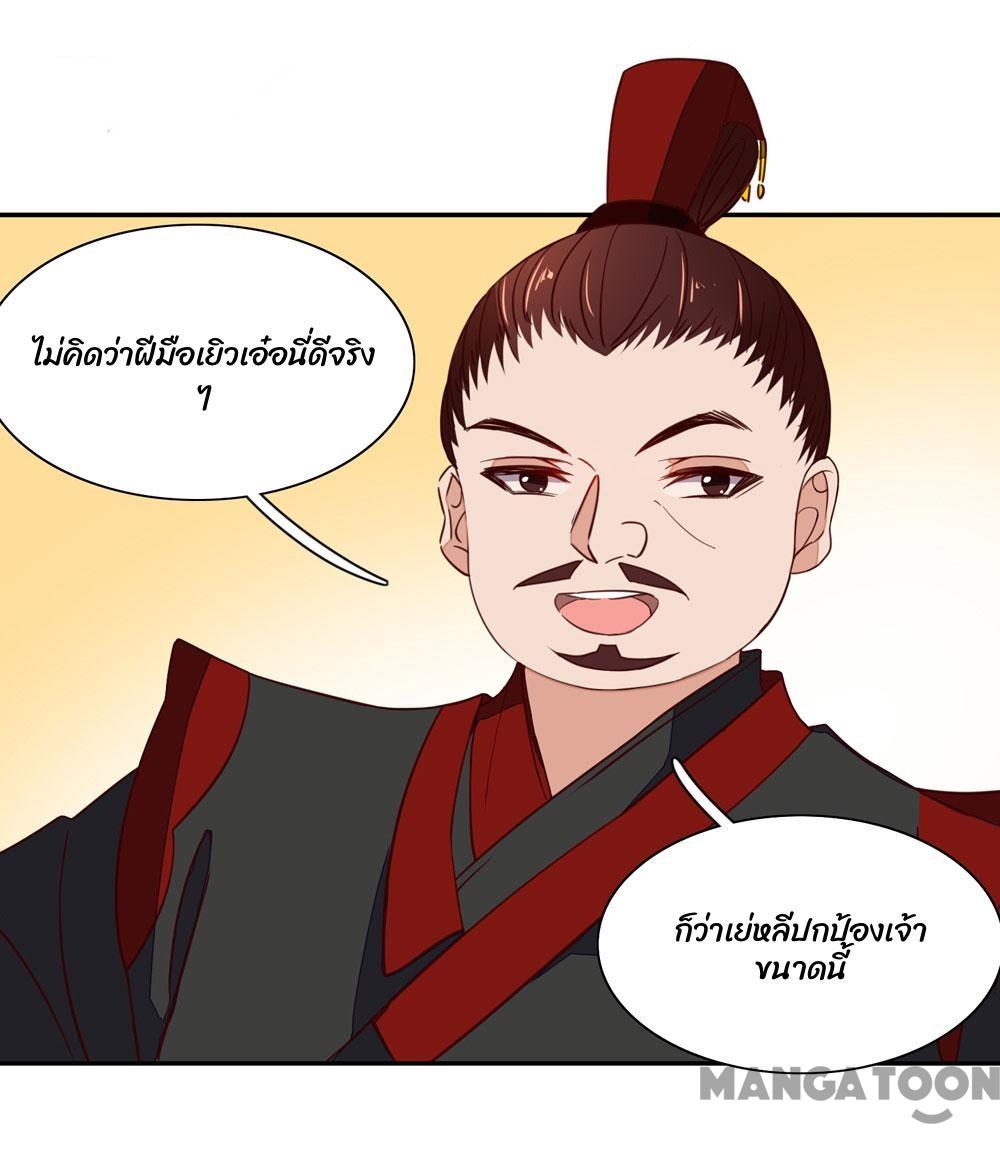 ไม่คิดว่าฝีมือเยิวเอ๋อนี่ดีจริง
ๆ
ก็ว่าเย่หลีปกป้องเจ้า
ขนาดนี้
MANGATOON